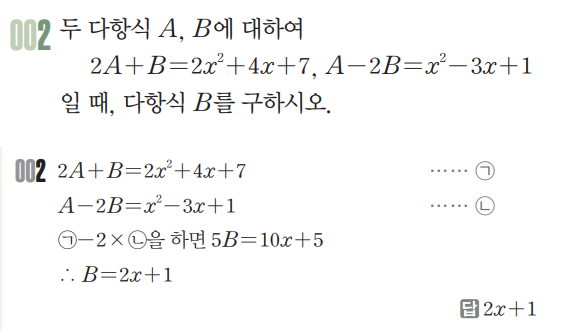 002 두 다항식 A, B에 대하여
2A+B=2x²+4x+7, A-2B=x²-3x+1
일 때, 다항식 B를 구하시오.
002 2A+B=2x²+4x+7 …… ㉠
A-2B=x²-3x+1 …… ㉡
㉠-2×㉡을 하면 5B=10x+5
∴ B=2x+1
답 2x+1